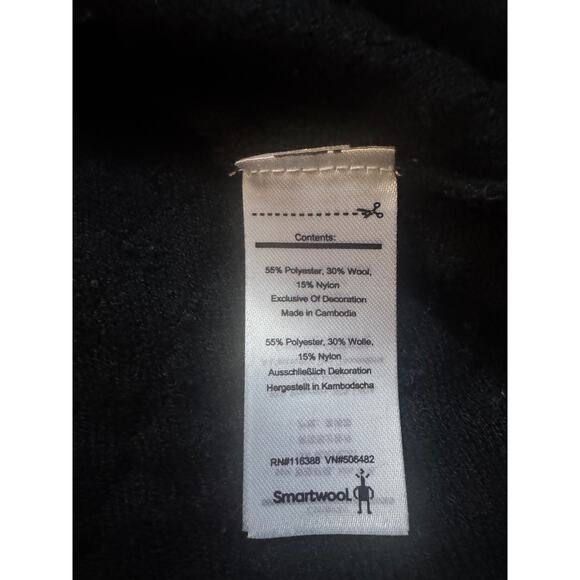 Contents:
55% Polyester, 30% Wool,
15% Nylon
Exclusive Of Decoration
Made in Cambodia
55% Polyester, 30% Wolle,
15% Nylon
Ausschließlich Dekoration
Hergestellt in Kambodscha
RN#116388 VN#506482
Smartwool